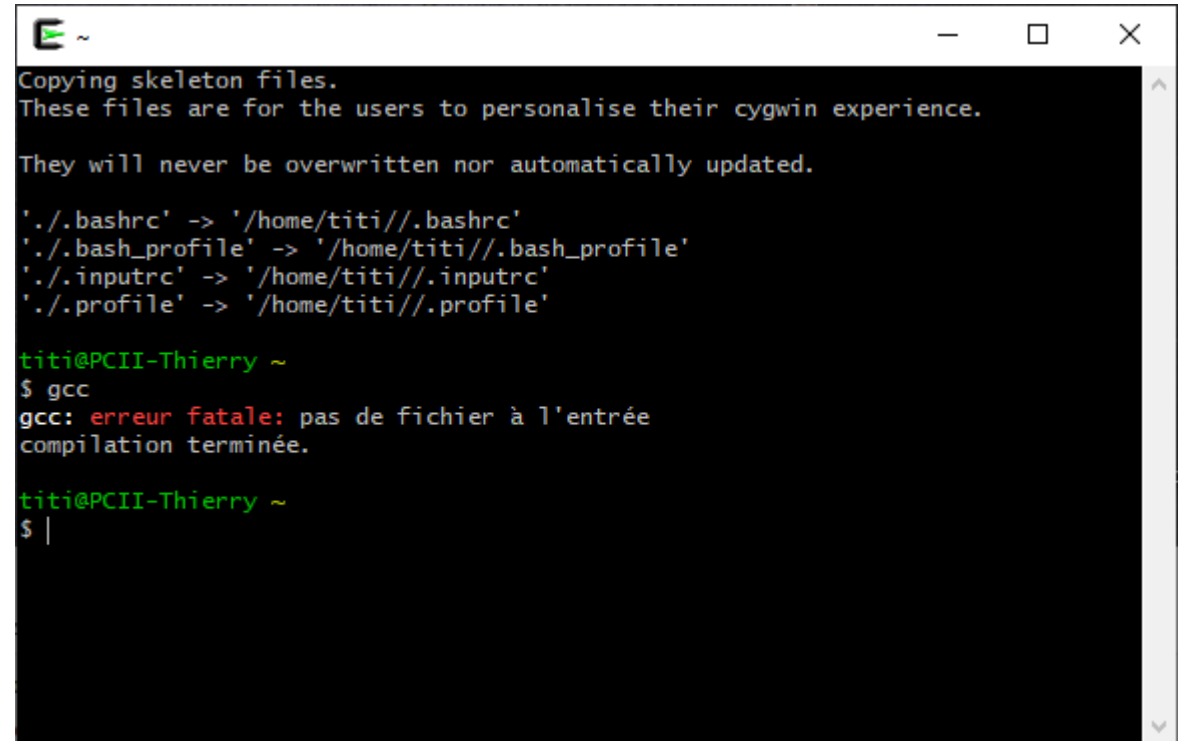 ~
Copying skeleton files.
These files are for the users to personalise their cygwin experience.
They will never be overwritten nor automatically updated.
'./.bashrc' -> '/home/titi//.bashrc'
'./.bash_profile' -> '/home/titi//.bash_profile'
'./.inputrc' -> '/home/titi//.inputrc'
'./.profile' -> '/home/titi//.profile'
titi@PCII-Thierry ~
$ gcc
gcc: erreur fatale: pas de fichier à l'entrée
compilation terminée.
titi@PCII-Thierry ~
$